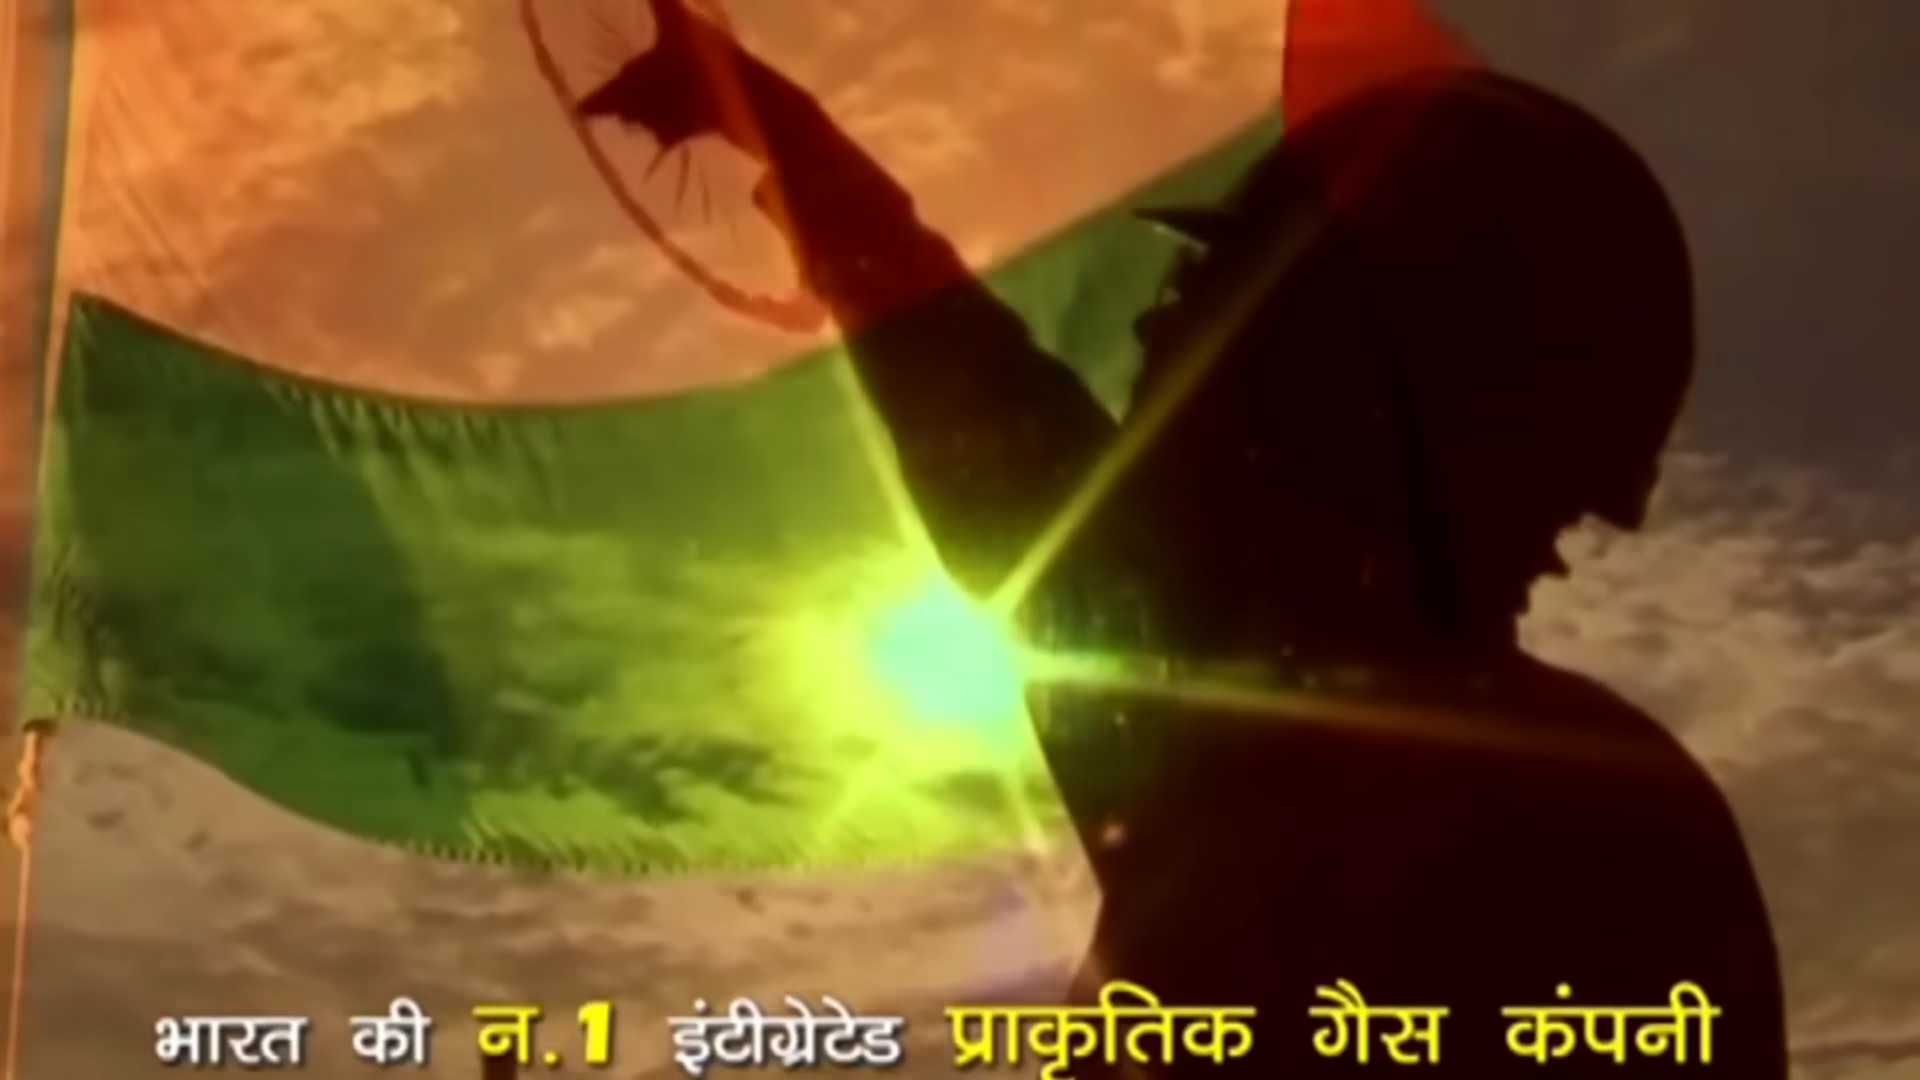 भारत की न.1 इंटीग्रेटेड प्राकृतिक गैस कंपनी